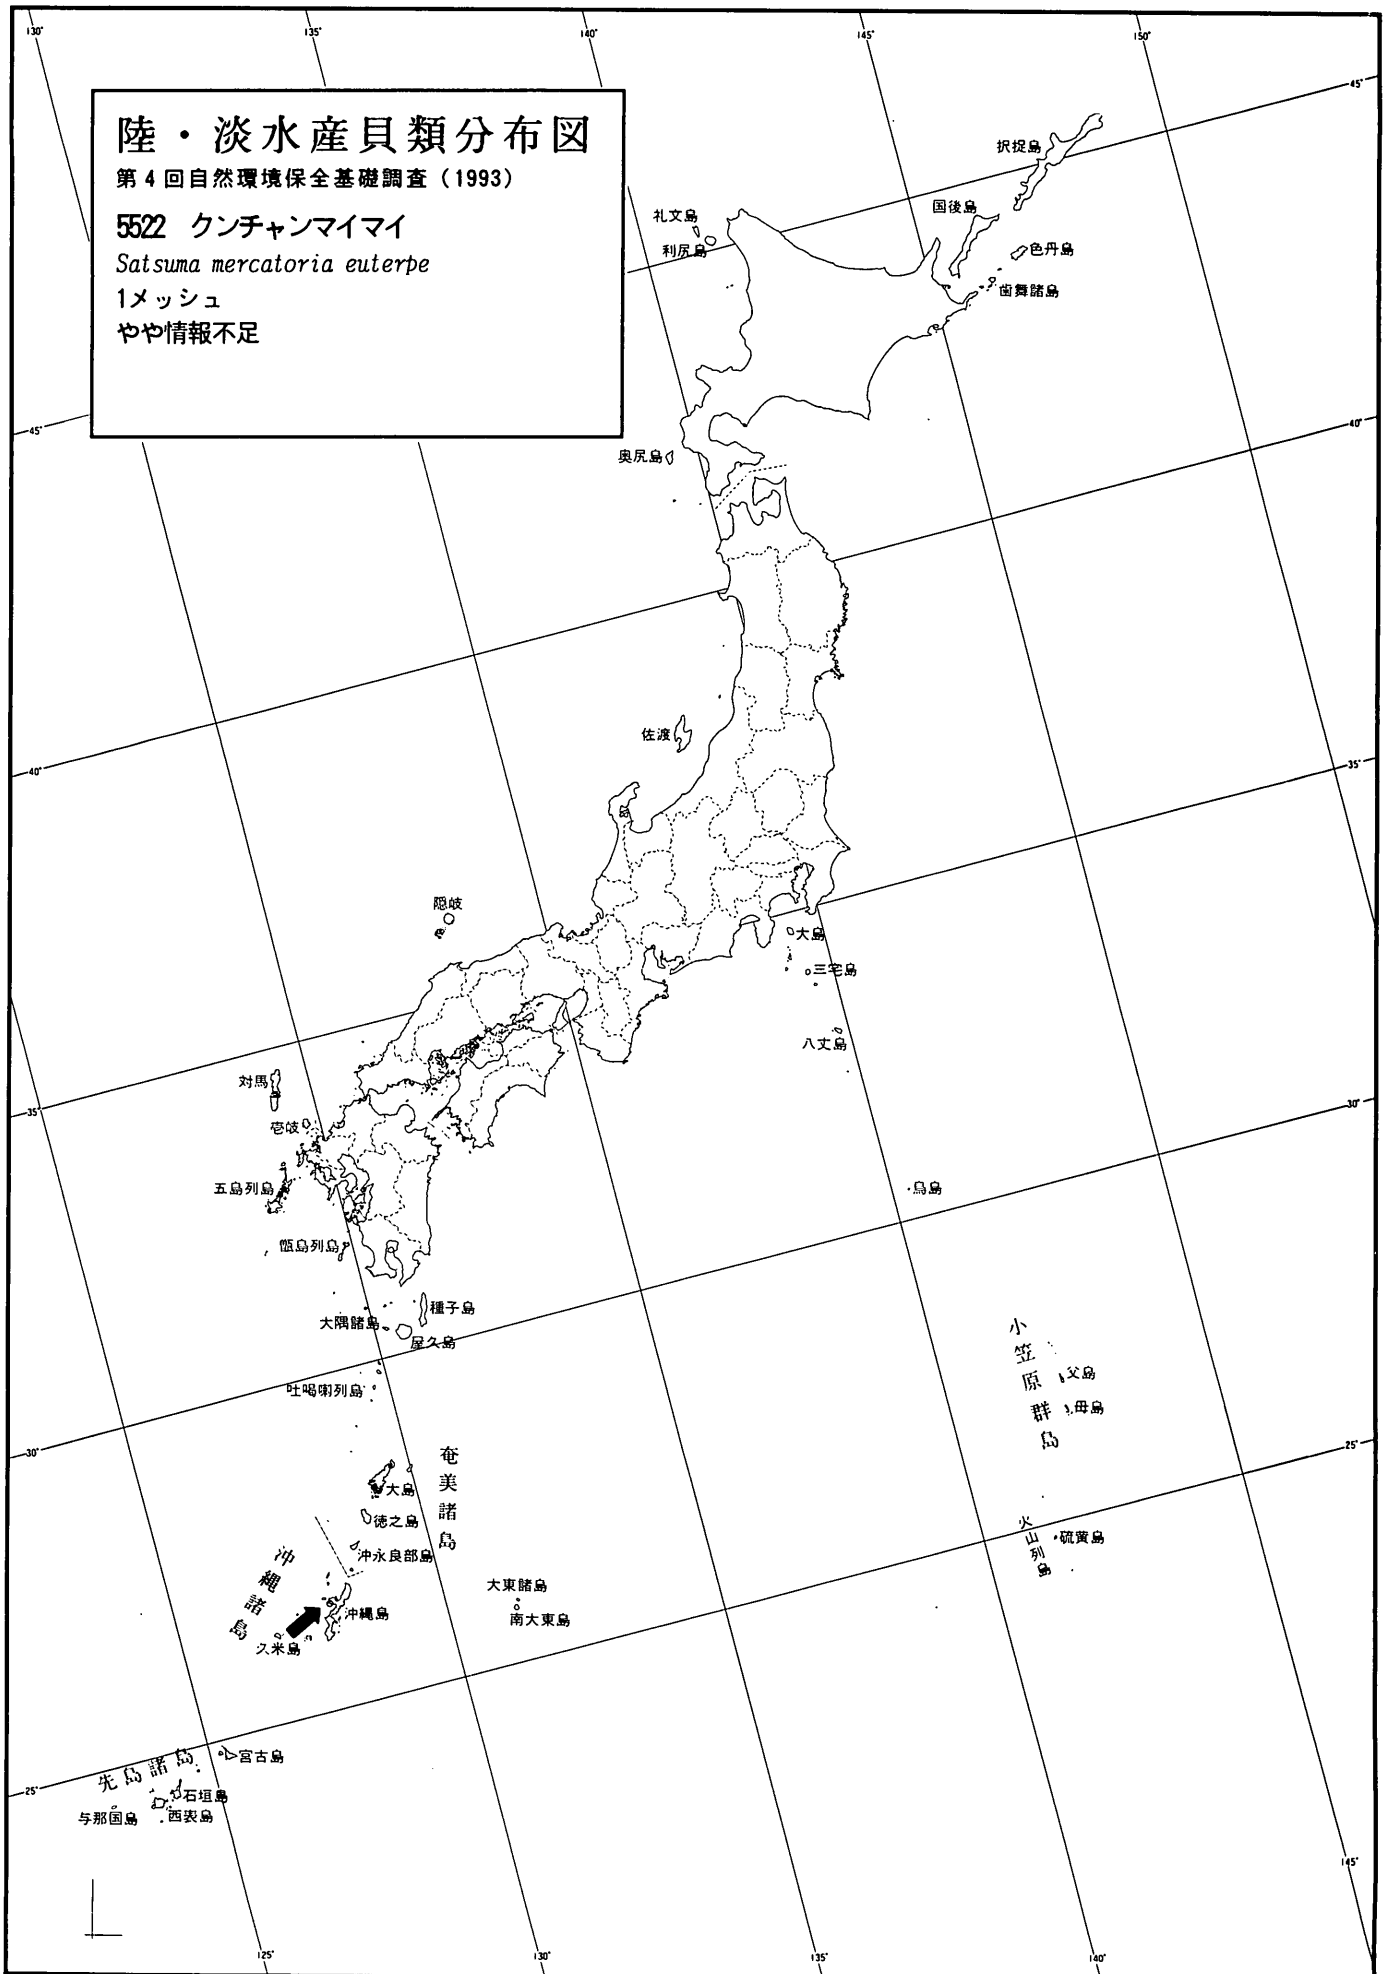 130°
135°
140°
145°
150°
陸・淡水産貝類分布図
第4回自然環境保全基礎調査（1993）
5522 クンチャンマイマイ
Satsuma mercatoria euterpe
1メッシュ
やや情報不足
45°
択捉島
国後島
色丹島
歯舞諸島
礼文島
利尻島
45°
40°
奥尻島
佐渡
40°
35°
隠岐
大島
三宅島
八丈島
対馬
35°
壱岐
30°
五島列島
鳥島
甑島列島
種子島
大隅諸島
屋久島
吐噶喇列島
小笠原群島
父島
母島
30°
25°
奄美諸島
大島
徳之島
沖永良部島
火山列島
硫黄島
沖縄諸島
沖縄島
久米島
大東諸島
南大東島
宮古島
先島諸島
25°
石垣島
与那国島
西表島
145°
125°
130°
135°
140°